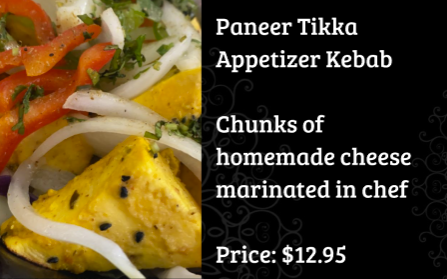 Paneer Tikka
Appetizer Kebab
Chunks of
homemade cheese
marinated in chef
Price: $12.95